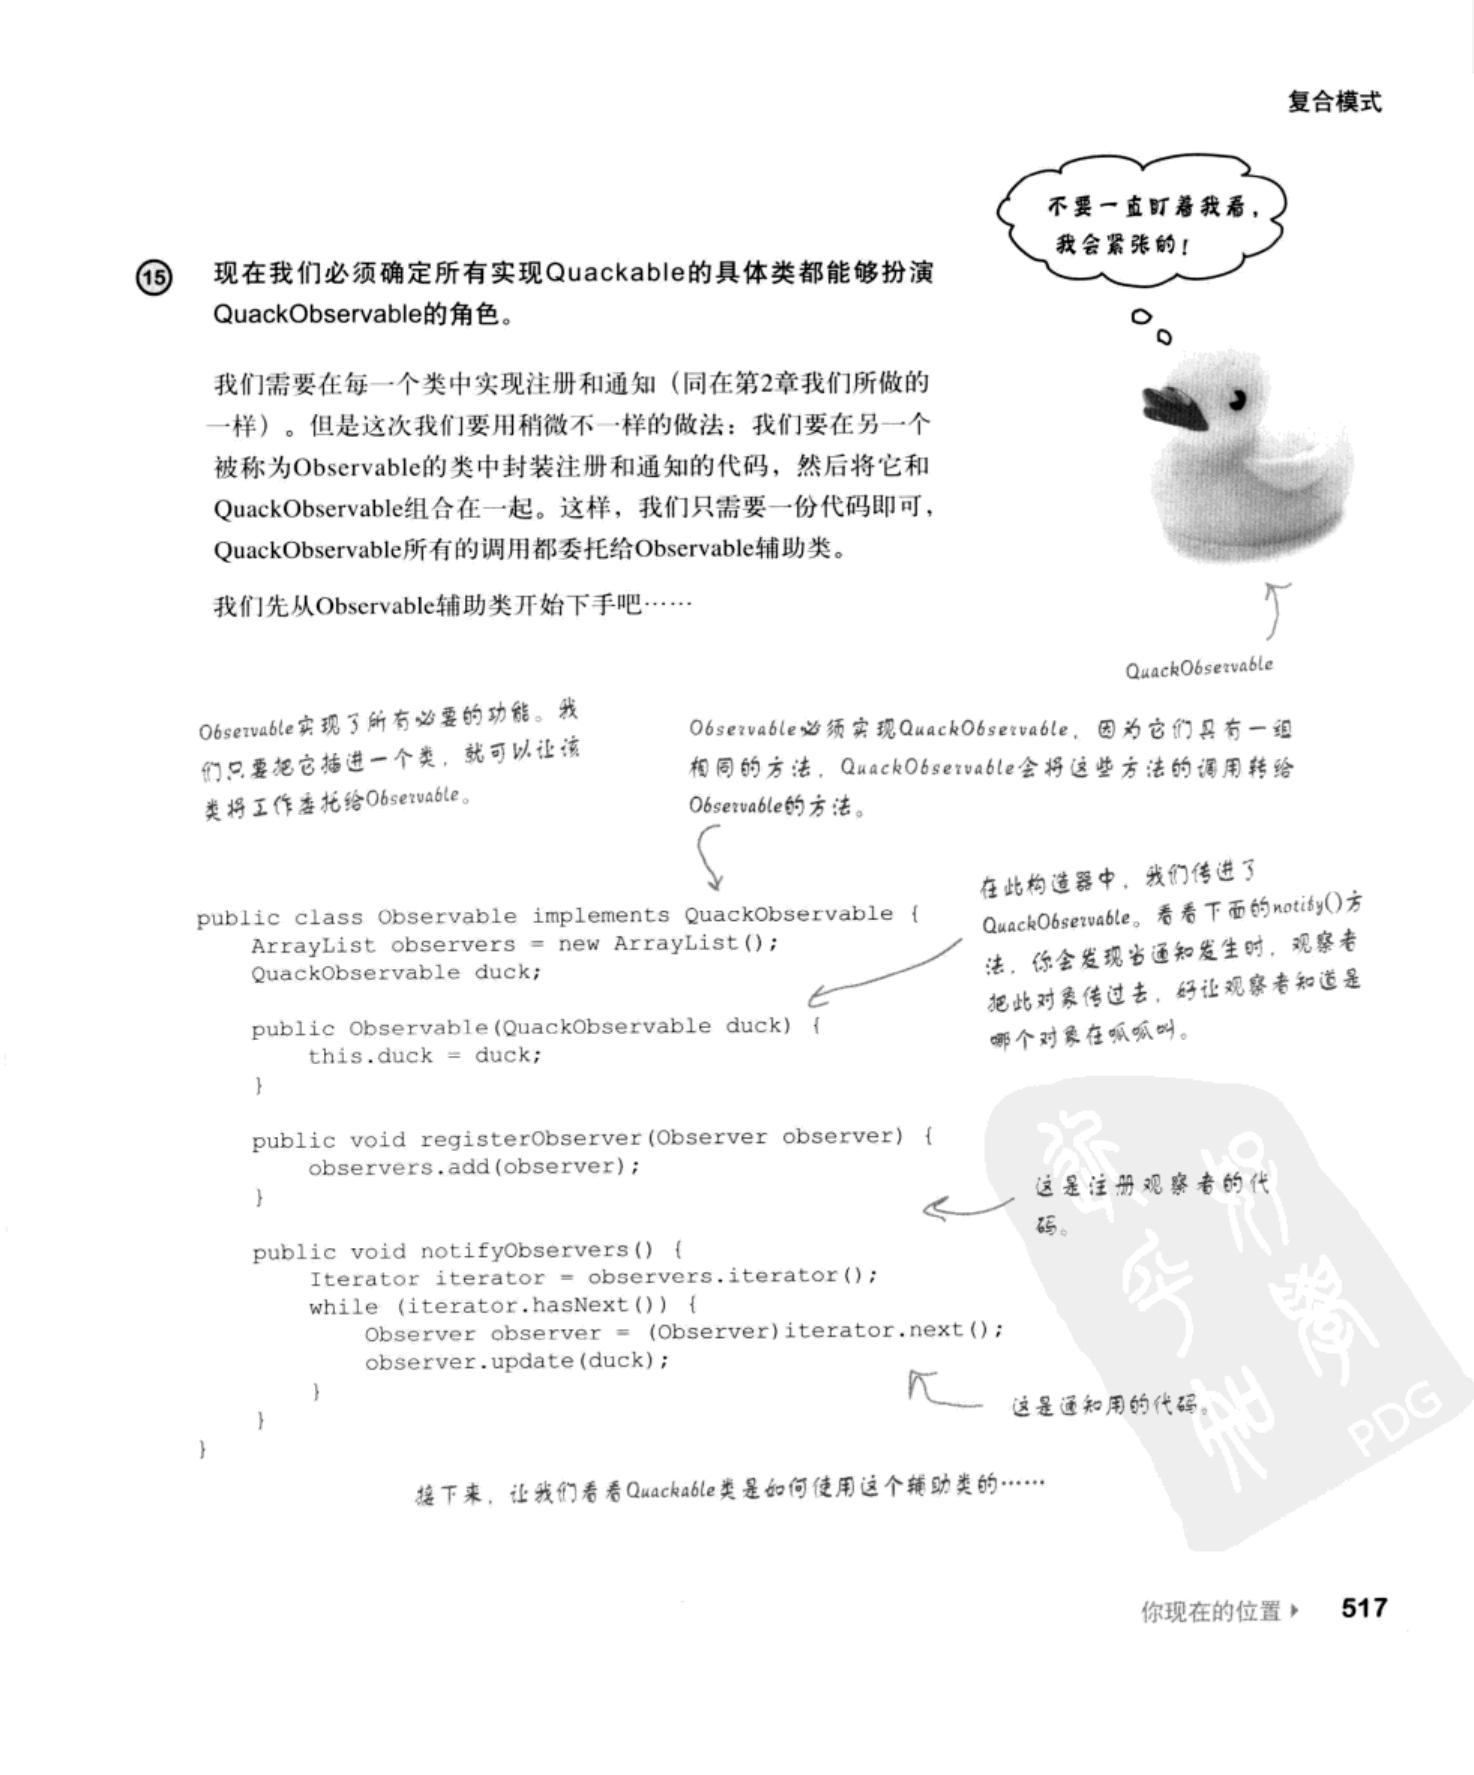 复合模式
不要一直盯着我看，
我会紧张的！
15 现在我们必须确定所有实现Quackable的具体类都能够扮演
QuackObservable的角色。
我们需要在每一个类中实现注册和通知（同在第2章我们所做的
一样）。但是这次我们要用稍微不一样的做法：我们要在另一个
被称为Observable的类中封装注册和通知的代码，然后将它和
QuackObservable组合在一起。这样，我们只需要一份代码即可，
QuackObservable所有的调用都委托给Observable辅助类。
我们先从Observable辅助类开始下手吧……
QuackObservable
Observable实现了所有必要的功能。我
们只要把它插进一个类，就可以让该
类将工作委托给Observable。
Observable必须实现QuackObservable，因为它们具有一组
相同的方法，QuackObservable会将这些方法的调用转给
Observable的方法。
在此构造器中，我们传进了
QuackObservable。看看下面的notify()方
法，你会发现当通知发生时，观察者
把此对象传过去，好让观察者知道是
哪个对象在呱呱叫。
public class Observable implements QuackObservable {
    ArrayList observers = new ArrayList();
    QuackObservable duck;
    public Observable(QuackObservable duck) {
        this.duck = duck;
    }
    public void registerObserver(Observer observer) {
        observers.add(observer);
    }
这是注册观察者的代
码。
    public void notifyObservers() {
        Iterator iterator = observers.iterator();
        while (iterator.hasNext()) {
            Observer observer = (Observer)iterator.next();
            observer.update(duck);
        }
    }
}
这是通知用的代码。
接下来，让我们看看Quackable类是如何使用这个辅助类的……
PDG
你现在的位置 ▸ 517